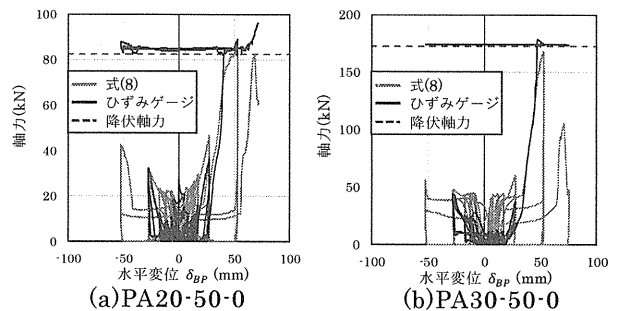 軸力(kN)
100
80
60
40
20
0
式(8)
ひずみゲージ
降伏軸力
-100
-50
0
50
100
水平変位 δBP (mm)
(a)PA20-50-0
軸力(kN)
200
150
100
50
0
式(8)
ひずみゲージ
降伏軸力
-100
-50
0
50
100
水平変位 δBP (mm)
(b)PA30-50-0